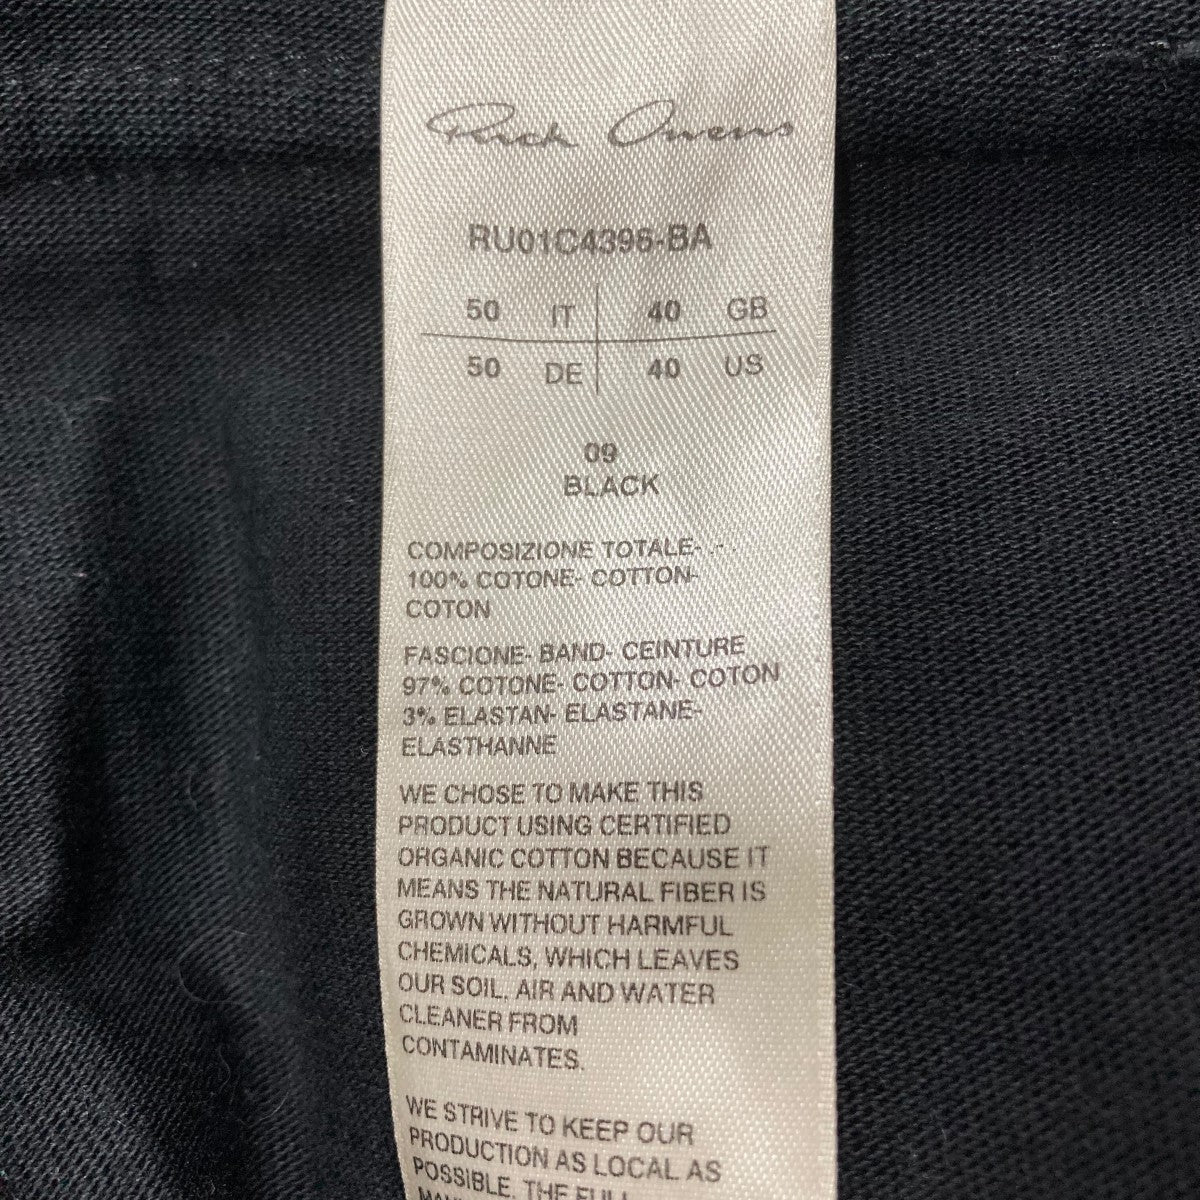 Rick Owens
RU01C4396-BA
50 IT 40 GB
50 DE 40 US
09
BLACK
COMPOSIZIONE TOTALE- .-
100% COTONE- COTTON-
COTON
FASCIONE- BAND- CEINTURE
97% COTONE- COTTON- COTON
3% ELASTAN- ELASTANE-
ELASTHANNE
WE CHOSE TO MAKE THIS
PRODUCT USING CERTIFIED
ORGANIC COTTON BECAUSE IT
MEANS THE NATURAL FIBER IS
GROWN WITHOUT HARMFUL
CHEMICALS, WHICH LEAVES
OUR SOIL, AIR AND WATER
CLEANER FROM
CONTAMINATES.
WE STRIVE TO KEEP OUR
PRODUCTION AS LOCAL AS
POSSIBLE. THE FULL